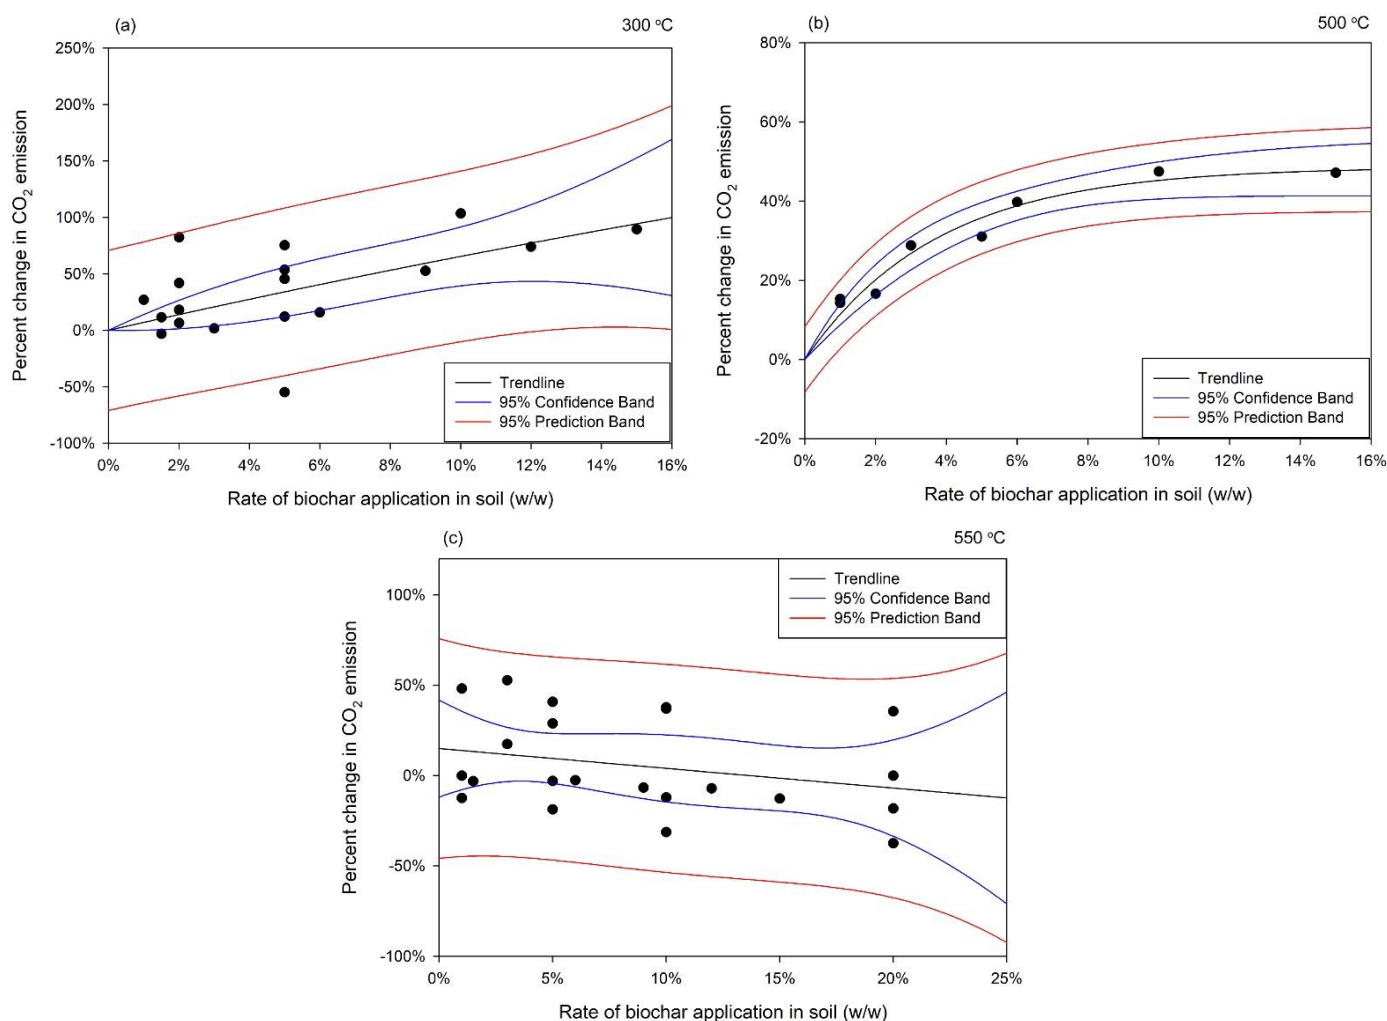 (a) 300 °C
250%
200%
150%
100%
50%
0%
-50%
-100%
Percent change in CO2 emission
Trendline
95% Confidence Band
95% Prediction Band
0% 2% 4% 6% 8% 10% 12% 14% 16%
Rate of biochar application in soil (w/w)
(b) 500 °C
80%
60%
40%
20%
0%
-20%
Percent change in CO2 emission
Trendline
95% Confidence Band
95% Prediction Band
0% 2% 4% 6% 8% 10% 12% 14% 16%
Rate of biochar application in soil (w/w)
(c) 550 °C
100%
50%
0%
-50%
-100%
Percent change in CO2 emission
Trendline
95% Confidence Band
95% Prediction Band
0% 5% 10% 15% 20% 25%
Rate of biochar application in soil (w/w)